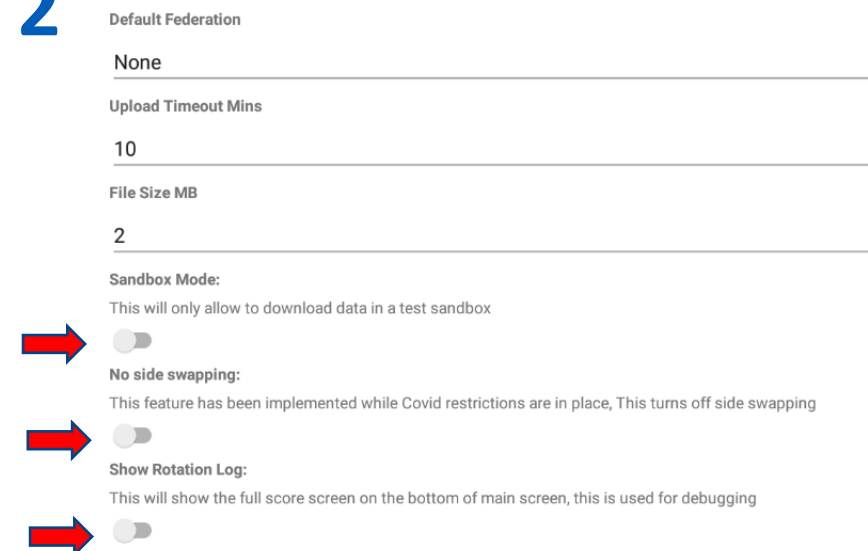 2
Default Federation
None
Upload Timeout Mins
10
File Size MB
2
Sandbox Mode:
This will only allow to download data in a test sandbox
No side swapping:
This feature has been implemented while Covid restrictions are in place, This turns off side swapping
Show Rotation Log:
This will show the full score screen on the bottom of main screen, this is used for debugging